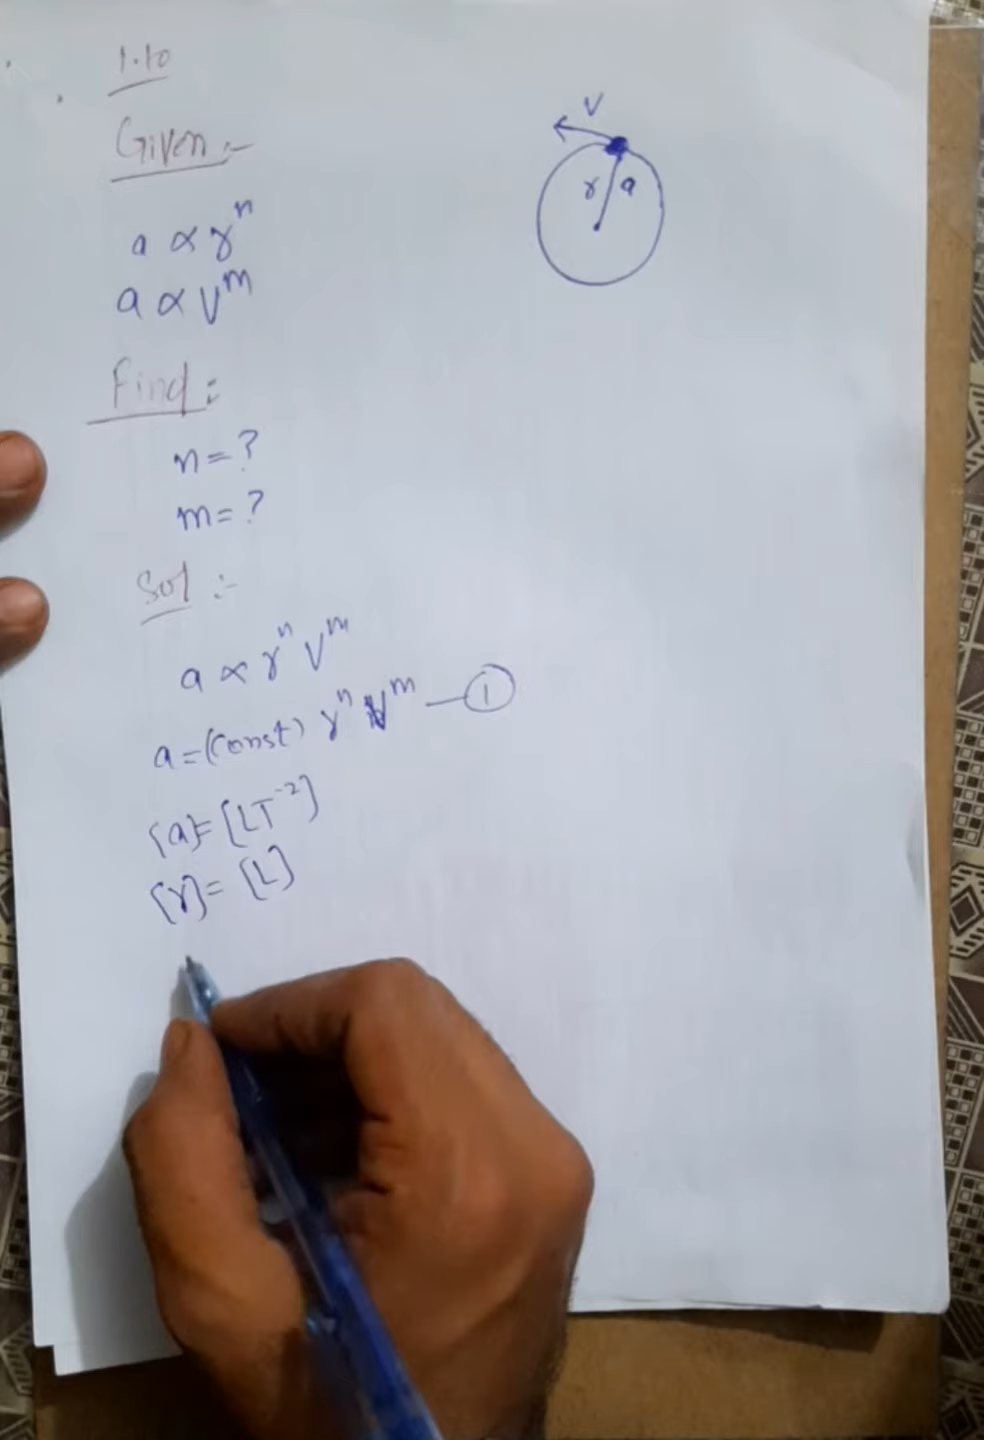 1.10
Given:-
a ∝ r^n
a ∝ V^m
Find:
n = ?
m = ?
Sol :-
a ∝ r^n V^m
a = (const) r^n V^m — ①
[a] = [LT^-2]
[r] = [L]
V
r a